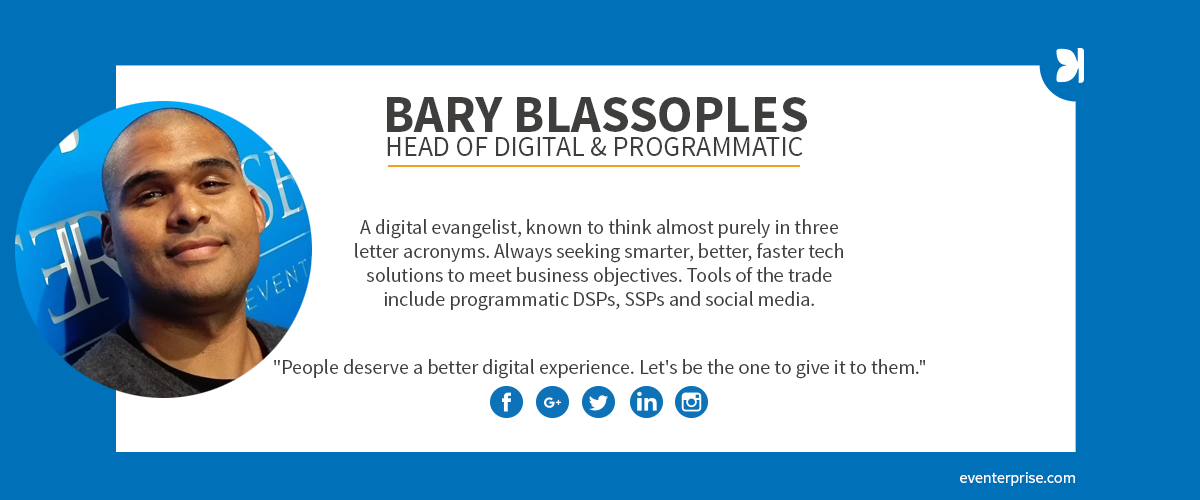 BARY BLASSOPLES
HEAD OF DIGITAL & PROGRAMMATIC
A digital evangelist, known to think almost purely in three
letter acronyms. Always seeking smarter, better, faster tech
solutions to meet business objectives. Tools of the trade
include programmatic DSPs, SSPs and social media.
"People deserve a better digital experience. Let's be the one to give it to them."
eventerprise.com